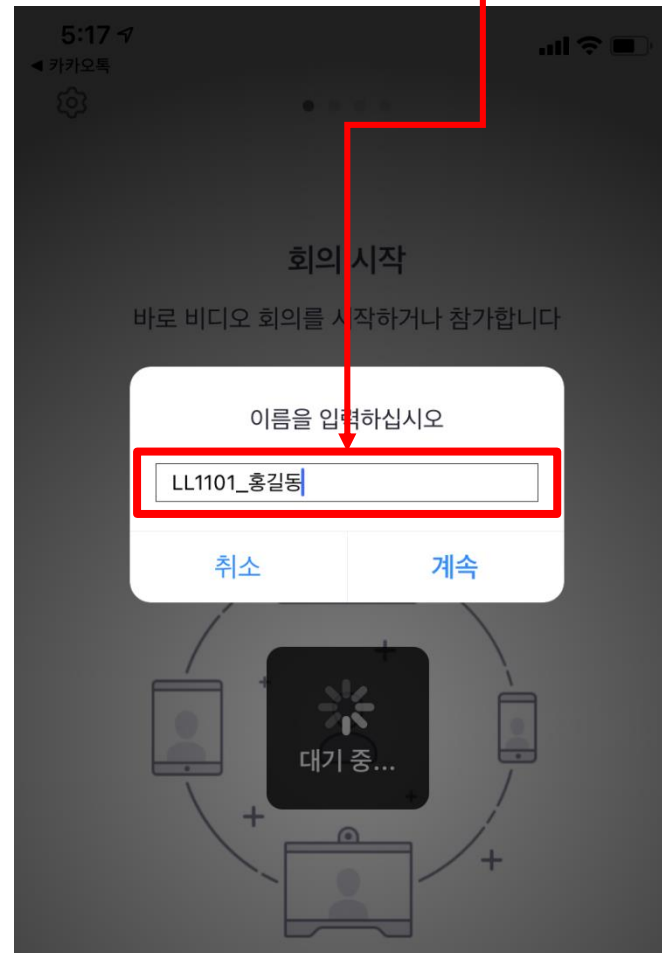 5:17
카카오톡
회의 시작
바로 비디오 회의를 시작하거나 참가합니다
이름을 입력하십시오
LL1101_홍길동
취소 계속
대기 중...